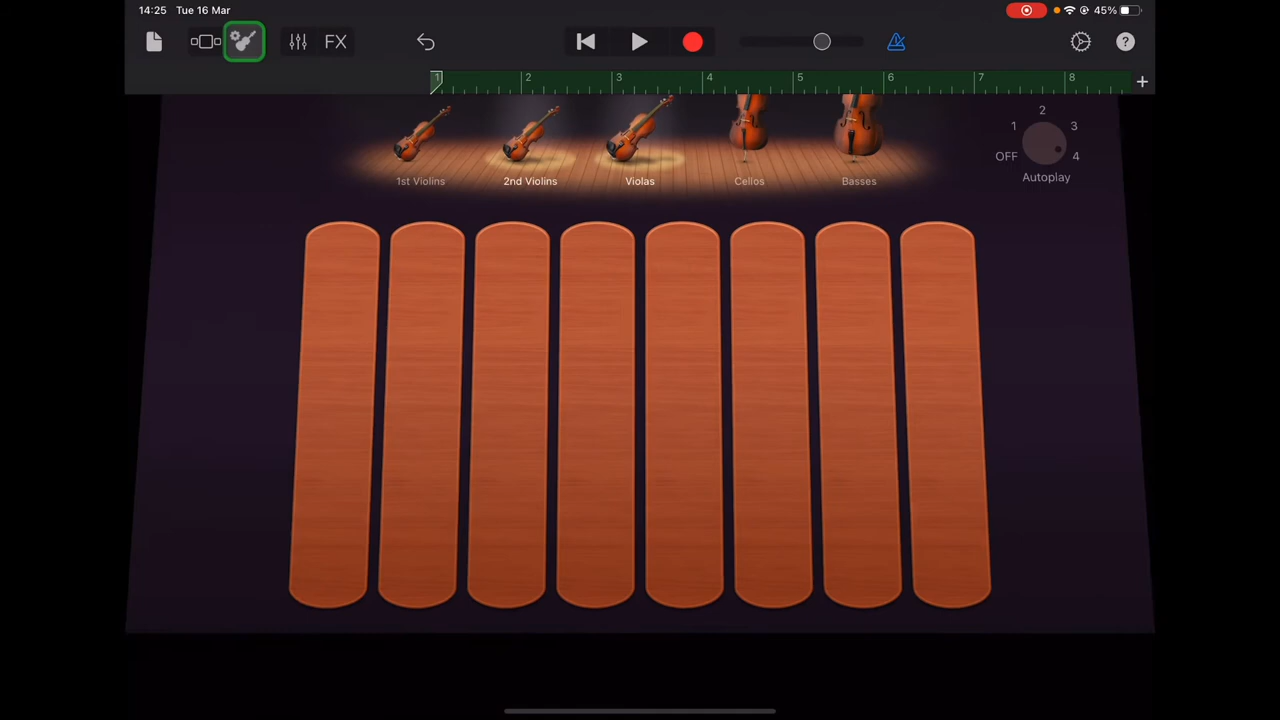 14:25 Tue 16 Mar
45%
FX
?
1 2 3 4 5 6 7 8 +
2
1 3
OFF 4
Autoplay
1st Violins 2nd Violins Violas Cellos Basses